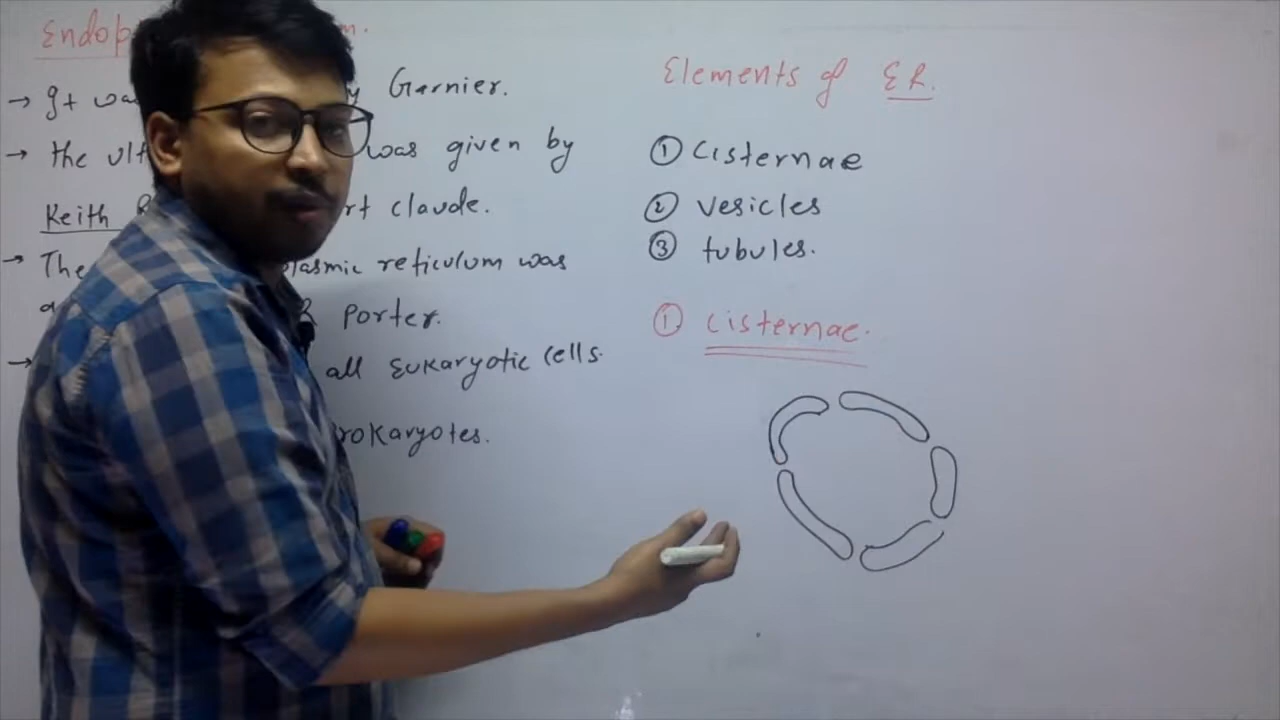 Endop m.
→ It was y Garnier.
→ the ult was given by
Keith R rt claude.
→ The plasmic reticulum was
a R Porter.
→ all Eukaryotic cells.
rokaryotes.
Elements of ER.
① Cisternae
② vesicles
③ tubules.
① cisternae.